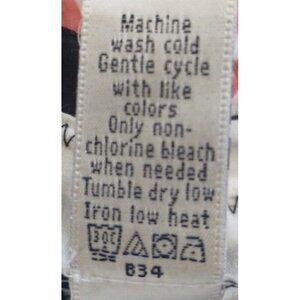 Machine
wash cold
Gentle cycle
with like
colors
Only non-
chlorine bleach
when needed
Tumble dry low
Iron low heat
30C
B34